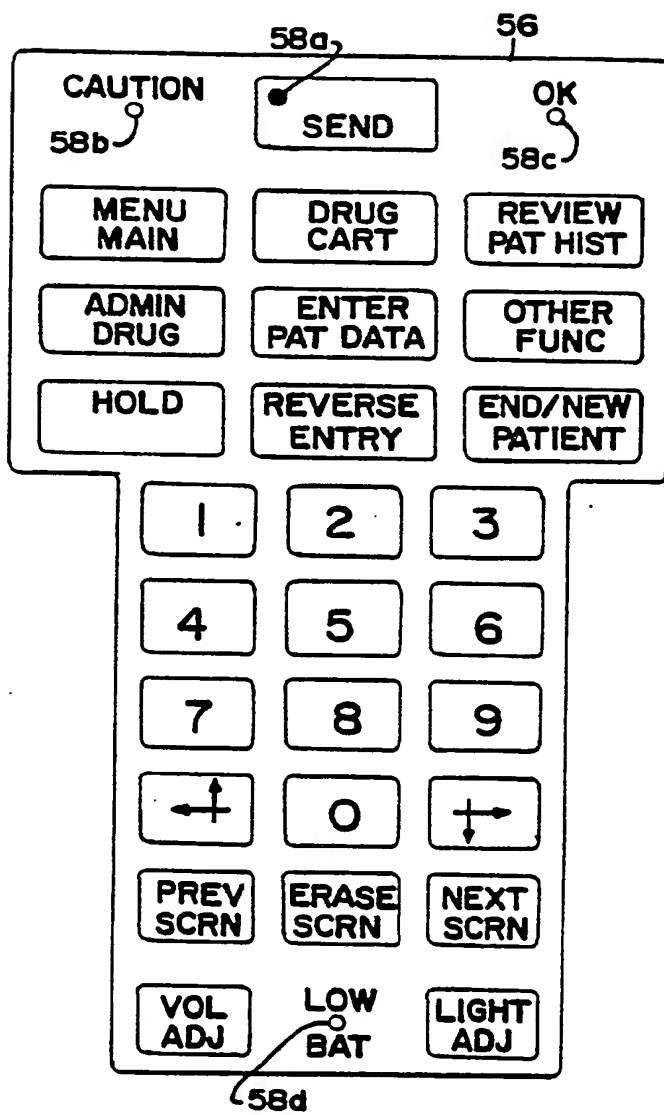 58a
56
CAUTION
OK
58b
SEND
58c
MENU
MAIN
DRUG
CART
REVIEW
PAT HIST
ADMIN
DRUG
ENTER
PAT DATA
OTHER
FUNC
HOLD
REVERSE
ENTRY
END/NEW
PATIENT
1
2
3
4
5
6
7
8
9
0
PREV
SCRN
ERASE
SCRN
NEXT
SCRN
VOL
ADJ
LOW
BAT
LIGHT
ADJ
58d